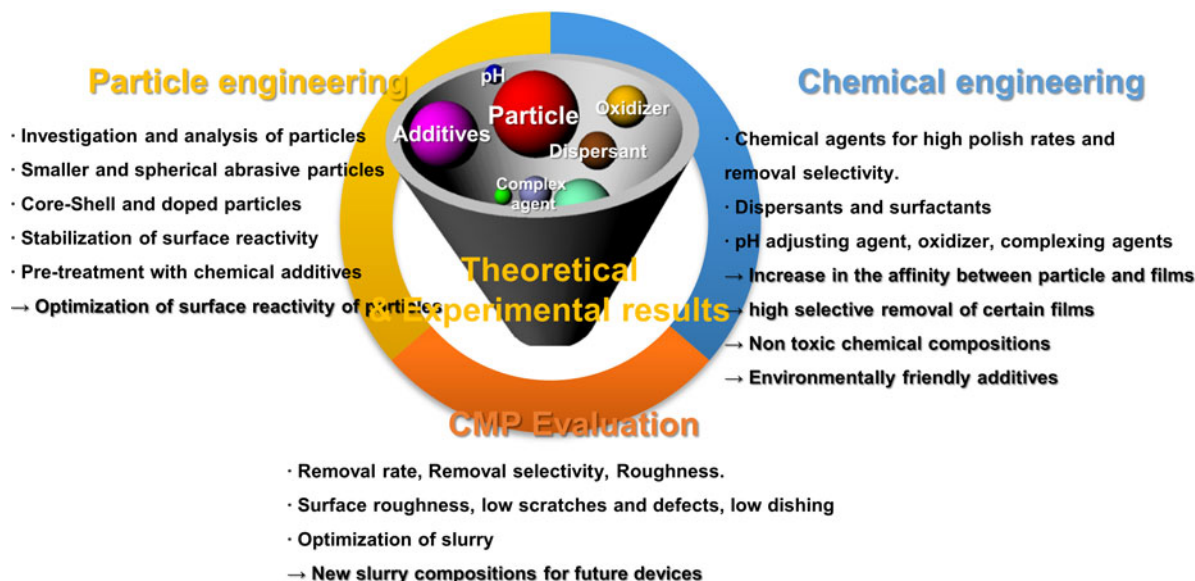 Particle engineering
· Investigation and analysis of particles
· Smaller and spherical abrasive particles
· Core-Shell and doped particles
· Stabilization of surface reactivity
· Pre-treatment with chemical additives
→ Optimization of surface reactivity of particles
pH
Particle
Oxidizer
Additives
Dispersant
Complex
agent
Theoretical
& Experimental results
Chemical engineering
· Chemical agents for high polish rates and
removal selectivity.
· Dispersants and surfactants
· pH adjusting agent, oxidizer, complexing agents
→ Increase in the affinity between particle and films
→ high selective removal of certain films
→ Non toxic chemical compositions
→ Environmentally friendly additives
CMP Evaluation
· Removal rate, Removal selectivity, Roughness.
· Surface roughness, low scratches and defects, low dishing
· Optimization of slurry
→ New slurry compositions for future devices